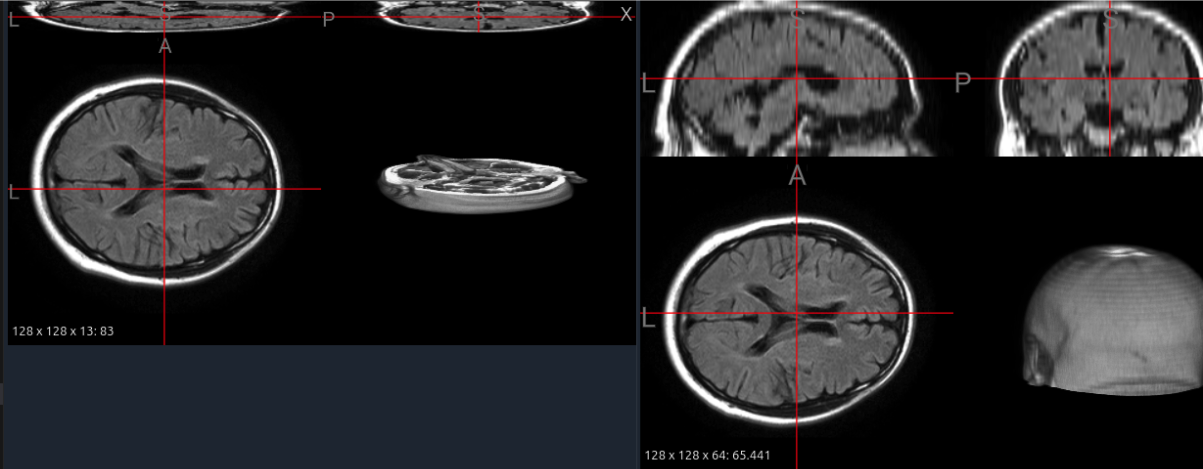 L S P S X
A
L
128 x 128 x 13: 83
S S
L P
A
L
128 x 128 x 64: 65.441